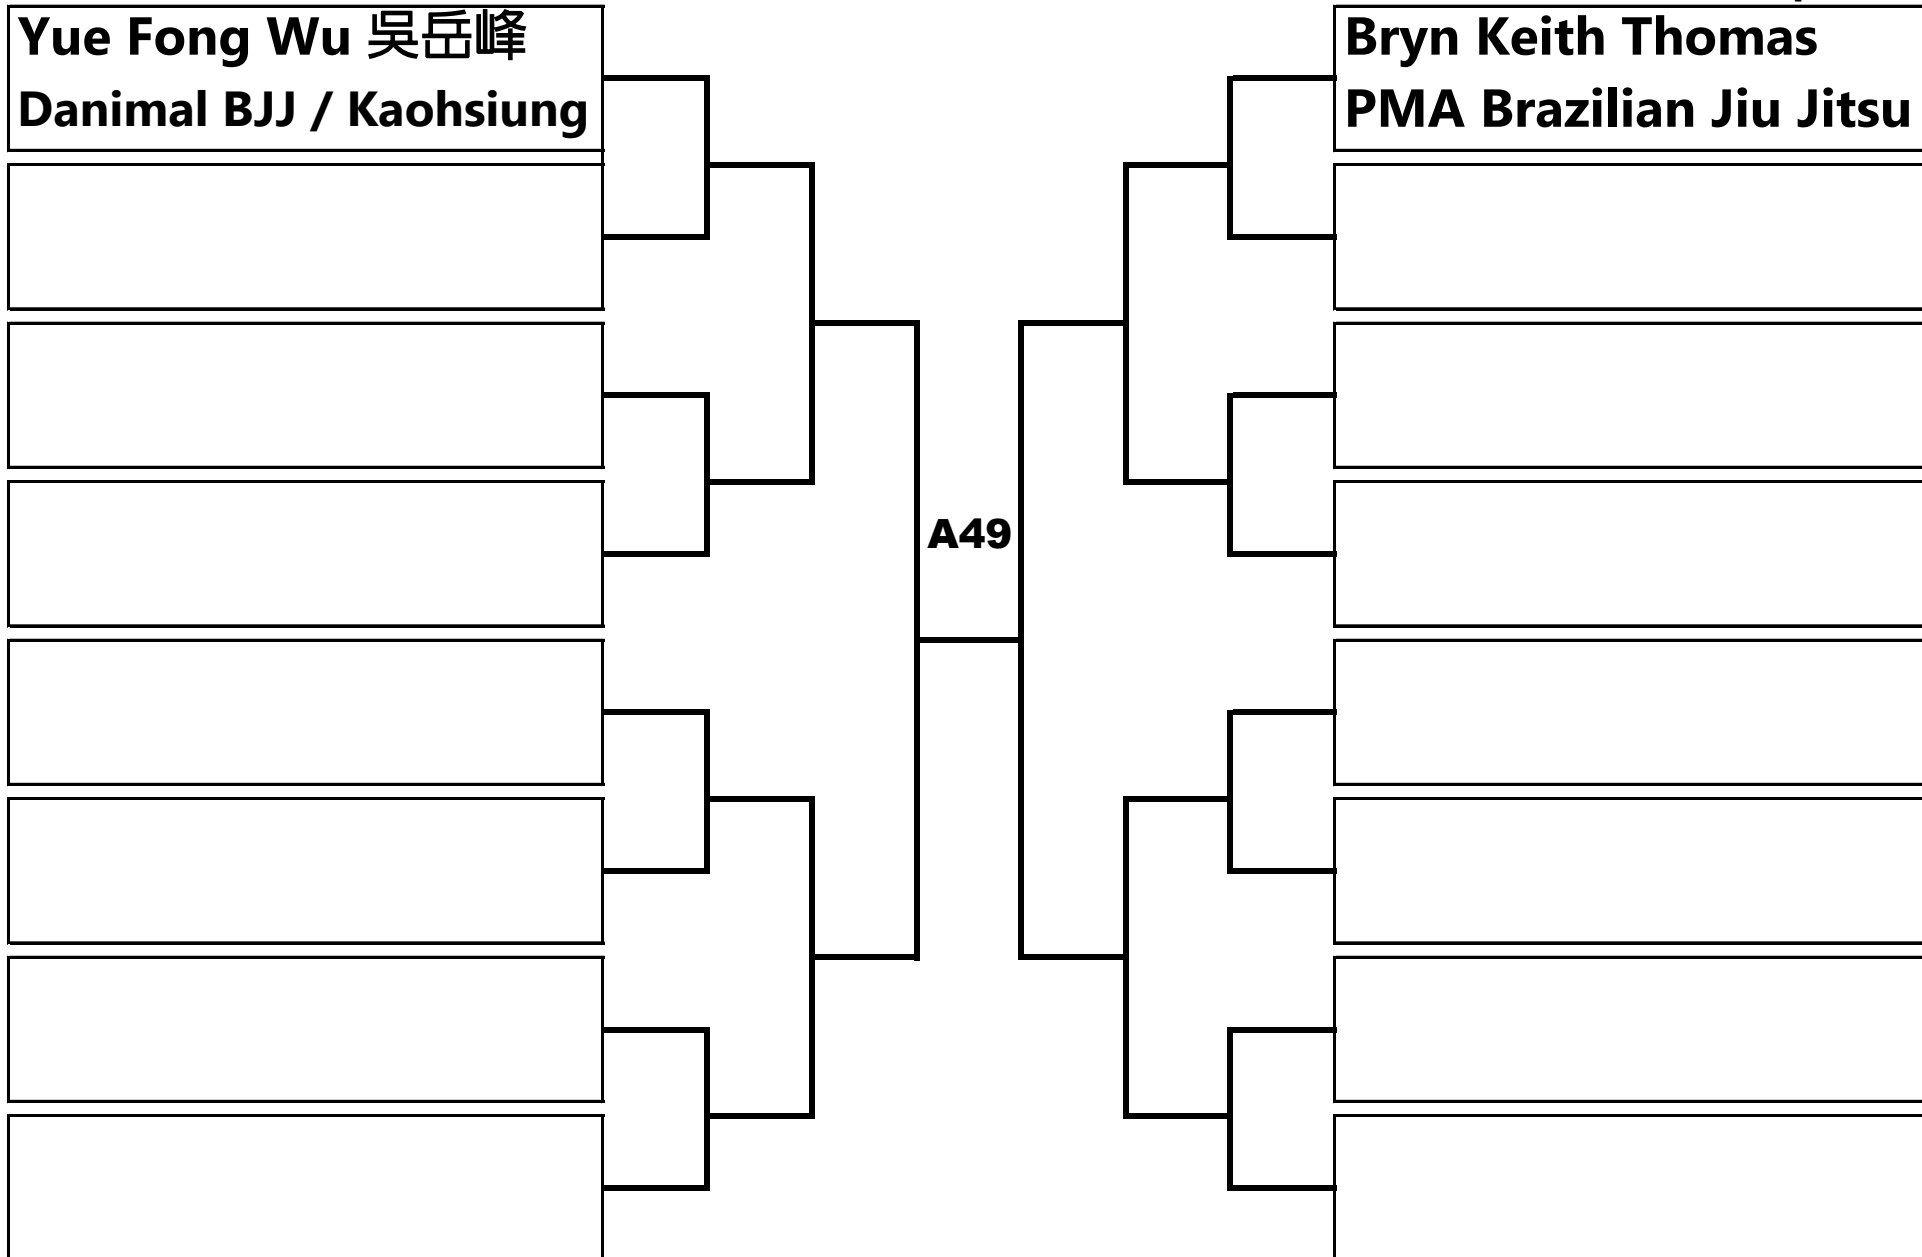 Yue Fong Wu 吳岳峰
Danimal BJJ / Kaohsiung
Bryn Keith Thomas
PMA Brazilian Jiu Jitsu
A49